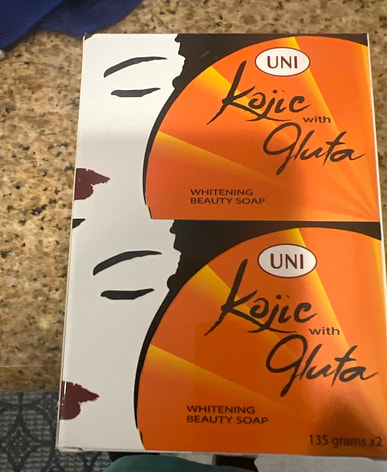 UNI
Kojic
with
Gluta
WHITENING
BEAUTY SOAP
UNI
Kojic
with
Gluta
WHITENING
BEAUTY SOAP
135 grams x2